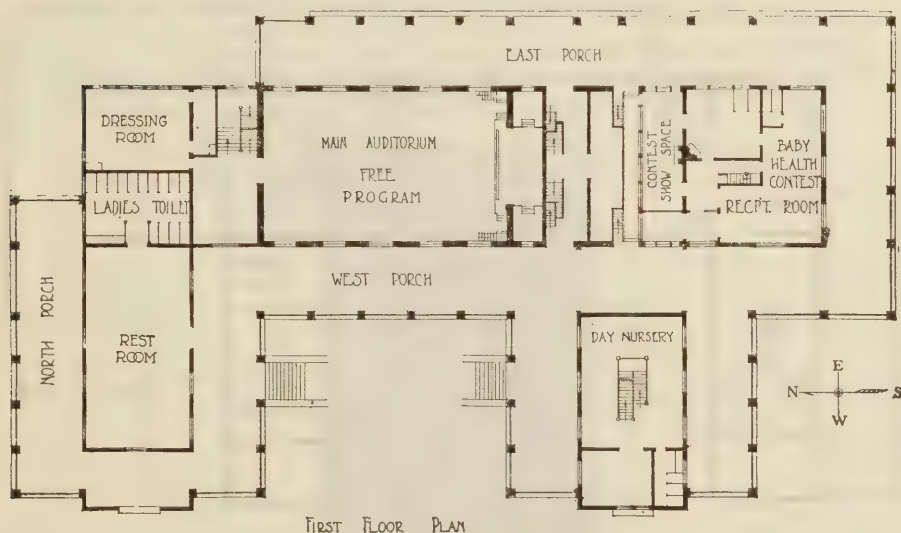 EAST PORCH
DRESSING
ROOM
MAIN AUDITORIUM
FREE
PROGRAM
CONTEST
SHOW SPACE
BABY
HEALTH
CONTEST
RECP'T. ROOM
LADIES TOILET
WEST PORCH
NORTH PORCH
REST
ROOM
DAY NURSERY
E
N
S
W
FIRST FLOOR PLAN